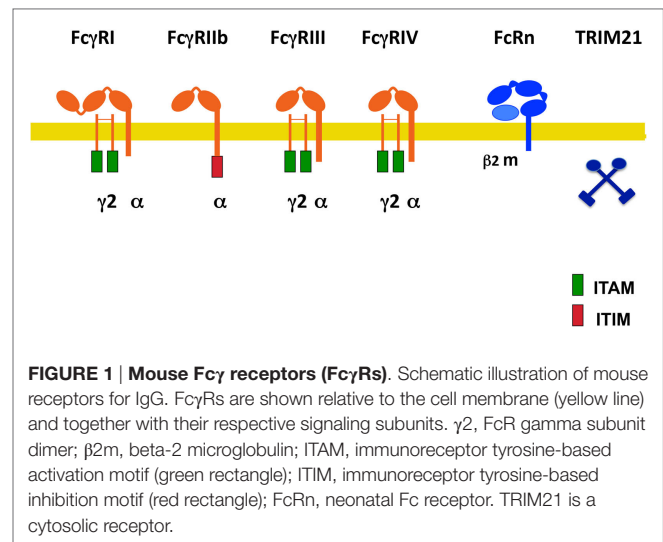 FcγRI FcγRIIb FcγRIII FcγRIV FcRn TRIM21
β2 m
γ2 α α γ2 α γ2 α
ITAM
ITIM
FIGURE 1 | Mouse Fcγ receptors (FcγRs). Schematic illustration of mouse
receptors for IgG. FcγRs are shown relative to the cell membrane (yellow line)
and together with their respective signaling subunits. γ2, FcR gamma subunit
dimer; β2m, beta-2 microglobulin; ITAM, immunoreceptor tyrosine-based
activation motif (green rectangle); ITIM, immunoreceptor tyrosine-based
inhibition motif (red rectangle); FcRn, neonatal Fc receptor. TRIM21 is a
cytosolic receptor.